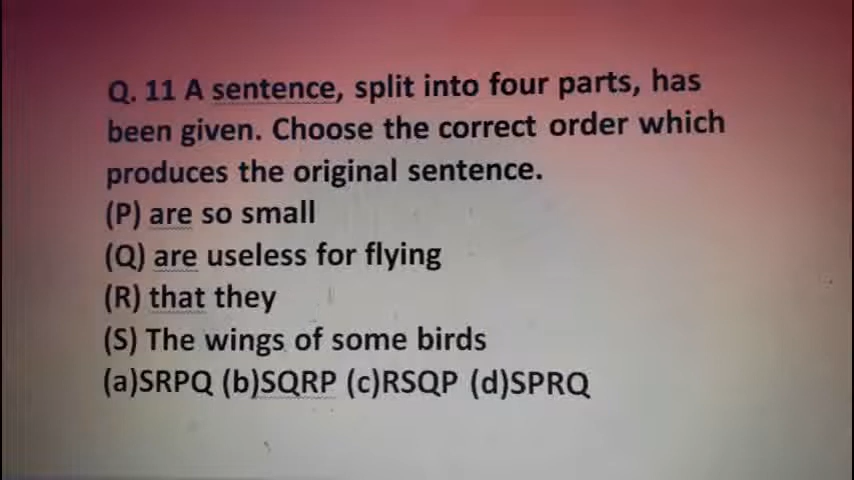 Q. 11 A sentence, split into four parts, has
been given. Choose the correct order which
produces the original sentence.
(P) are so small
(Q) are useless for flying
(R) that they
(S) The wings of some birds
(a)SRPQ (b)SQRP (c)RSQP (d)SPRQ